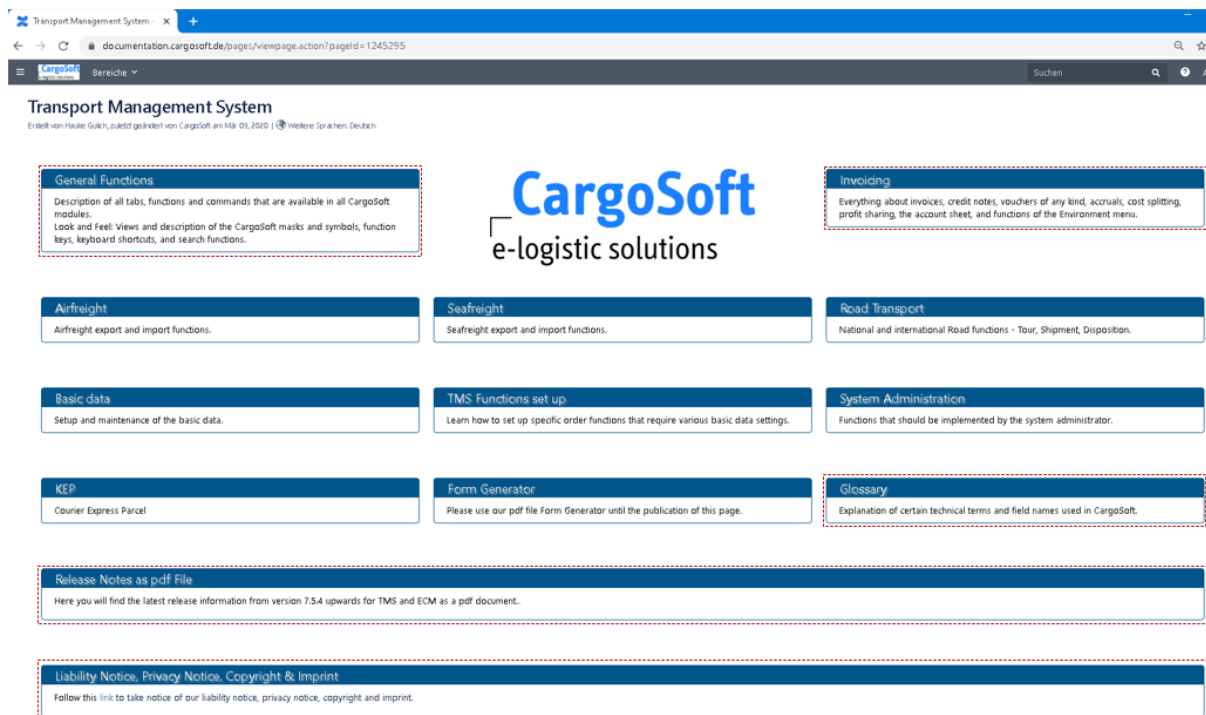 Transport Management System -
documentation.cargosoft.de/pages/viewpage.action?pageId=1245295
CargoSoft
e-logistic solutions
Bereiche
Suchen
Transport Management System
Erstellt von Hauke Gulich, zuletzt geändert von CargoSoft am Mär 09, 2020 | Weitere Sprachen: Deutsch
General Functions
Description of all tabs, functions and commands that are available in all CargoSoft
modules.
Look and Feel: Views and description of the CargoSoft masks and symbols, function
keys, keyboard shortcuts, and search functions.
CargoSoft
e-logistic solutions
Invoicing
Everything about invoices, credit notes, vouchers of any kind, accruals, cost splitting,
profit sharing, the account sheet, and functions of the Environment menu.
Airfreight
Airfreight export and import functions.
Seafreight
Seafreight export and import functions.
Road Transport
National and international Road functions - Tour, Shipment, Disposition.
Basic data
Setup and maintenance of the basic data.
TMS Functions set up
Learn how to set up specific order functions that require various basic data settings.
System Administration
Functions that should be implemented by the system administrator.
KEP
Courier Express Parcel
Form Generator
Please use our pdf file Form Generator until the publication of this page.
Glossary
Explanation of certain technical terms and field names used in CargoSoft.
Release Notes as pdf File
Here you will find the latest release information from version 7.5.4 upwards for TMS and ECM as a pdf document..
Liability Notice, Privacy Notice, Copyright & Imprint
Follow this link to take notice of our liability notice, privacy notice, copyright and imprint.